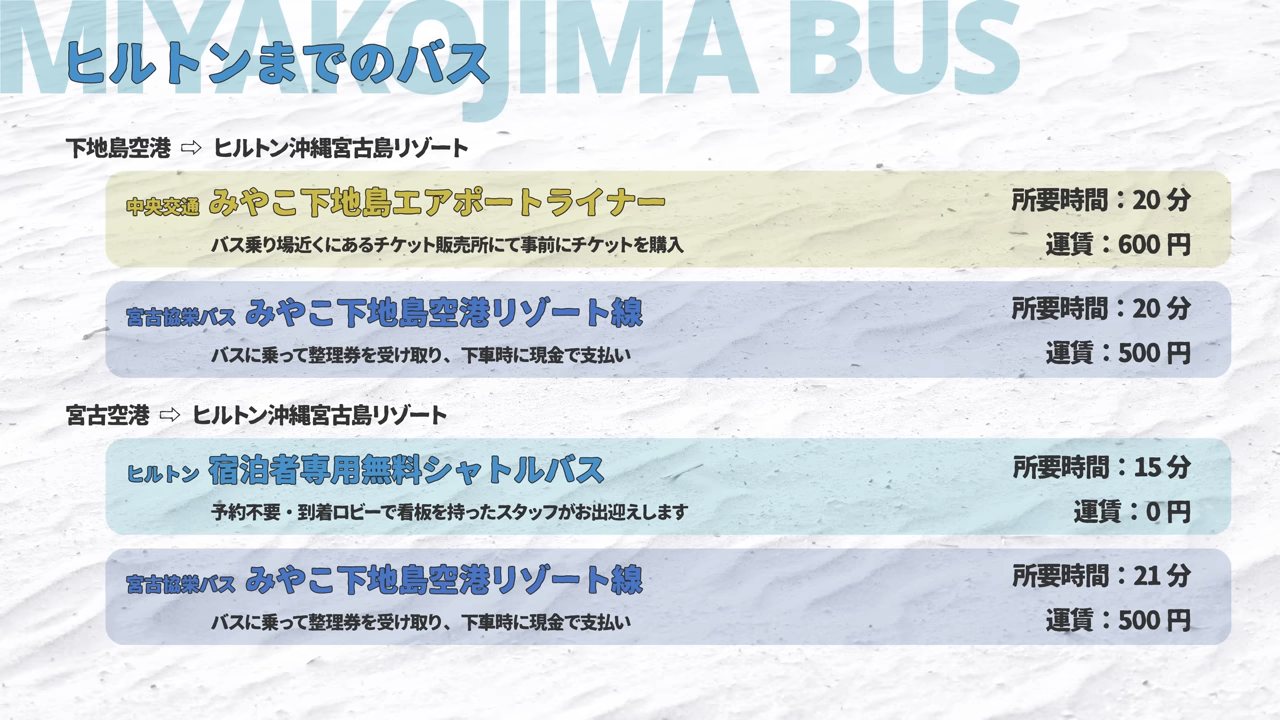 MIYAKOJIMA BUS
ヒルトンまでのバス
下地島空港 ⇨ ヒルトン沖縄宮古島リゾート
中央交通 みやこ下地島エアポートライナー
所要時間：20 分
バス乗り場近くにあるチケット販売所にて事前にチケットを購入
運賃：600 円
宮古協栄バス みやこ下地島空港リゾート線
所要時間：20 分
バスに乗って整理券を受け取り、下車時に現金で支払い
運賃：500 円
宮古空港 ⇨ ヒルトン沖縄宮古島リゾート
ヒルトン 宿泊者専用無料シャトルバス
所要時間：15 分
予約不要・到着ロビーで看板を持ったスタッフがお出迎えします
運賃：0 円
宮古協栄バス みやこ下地島空港リゾート線
所要時間：21 分
バスに乗って整理券を受け取り、下車時に現金で支払い
運賃：500 円